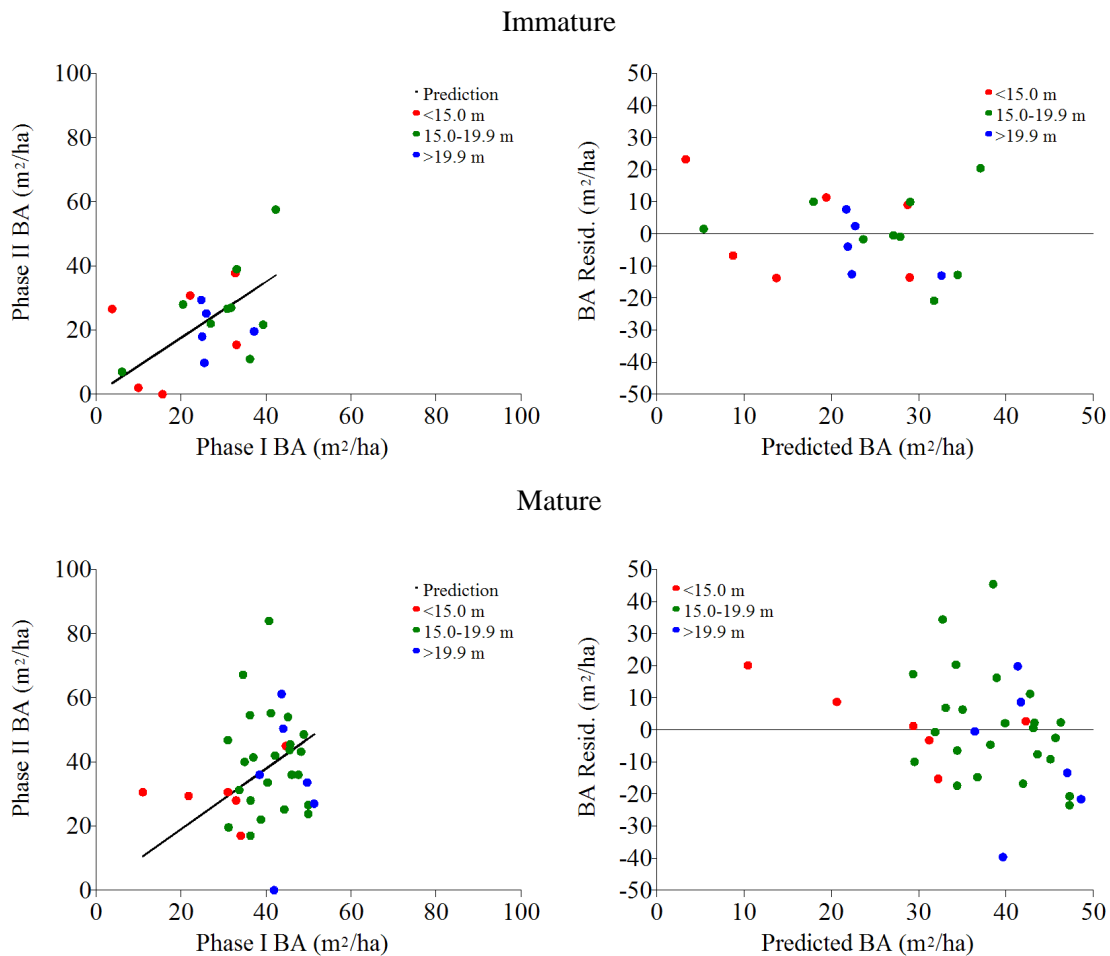 Immature
Phase II BA (m²/ha)
100
80
60
40
20
0
0 20 40 60 80 100
Phase I BA (m²/ha)
Prediction
<15.0 m
15.0-19.9 m
>19.9 m
BA Resid. (m²/ha)
50
40
30
20
10
0
-10
-20
-30
-40
-50
0 10 20 30 40 50
Predicted BA (m²/ha)
<15.0 m
15.0-19.9 m
>19.9 m
Mature
Phase II BA (m²/ha)
100
80
60
40
20
0
0 20 40 60 80 100
Phase I BA (m²/ha)
Prediction
<15.0 m
15.0-19.9 m
>19.9 m
BA Resid. (m²/ha)
50
40
30
20
10
0
-10
-20
-30
-40
-50
0 10 20 30 40 50
Predicted BA (m²/ha)
<15.0 m
15.0-19.9 m
>19.9 m